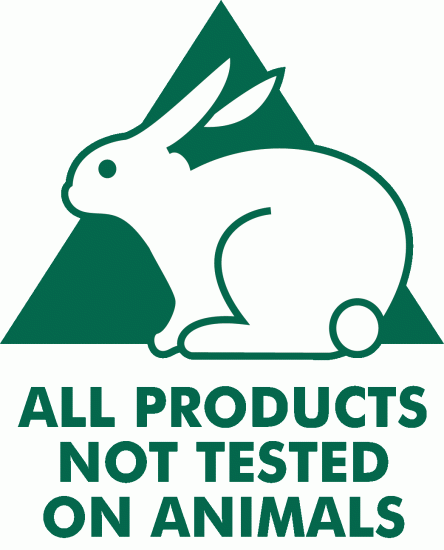 ALL PRODUCTS
NOT TESTED
ON ANIMALS